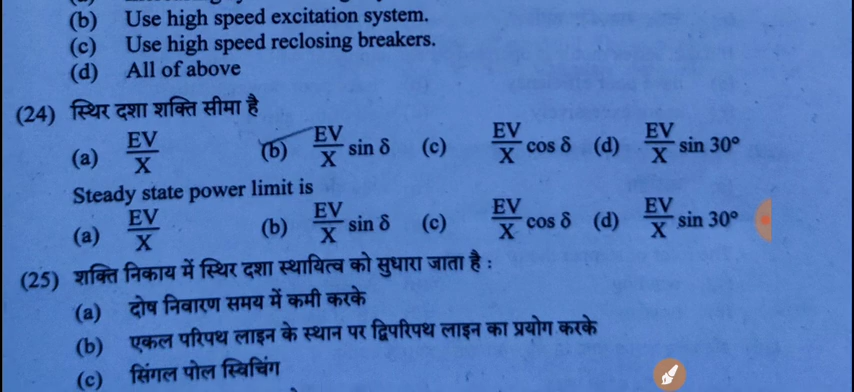 (b) Use high speed excitation system.
(c) Use high speed reclosing breakers.
(d) All of above
(24) स्थिर दशा शक्ति सीमा है
(a) EV/X (b) EV/X sin δ (c) EV/X cos δ (d) EV/X sin 30°
Steady state power limit is
(a) EV/X (b) EV/X sin δ (c) EV/X cos δ (d) EV/X sin 30°
(25) शक्ति निकाय में स्थिर दशा स्थायित्व को सुधारा जाता है :
(a) दोष निवारण समय में कमी करके
(b) एकल परिपथ लाइन के स्थान पर द्विपरिपथ लाइन का प्रयोग करके
(c) सिंगल पोल स्विचिंग